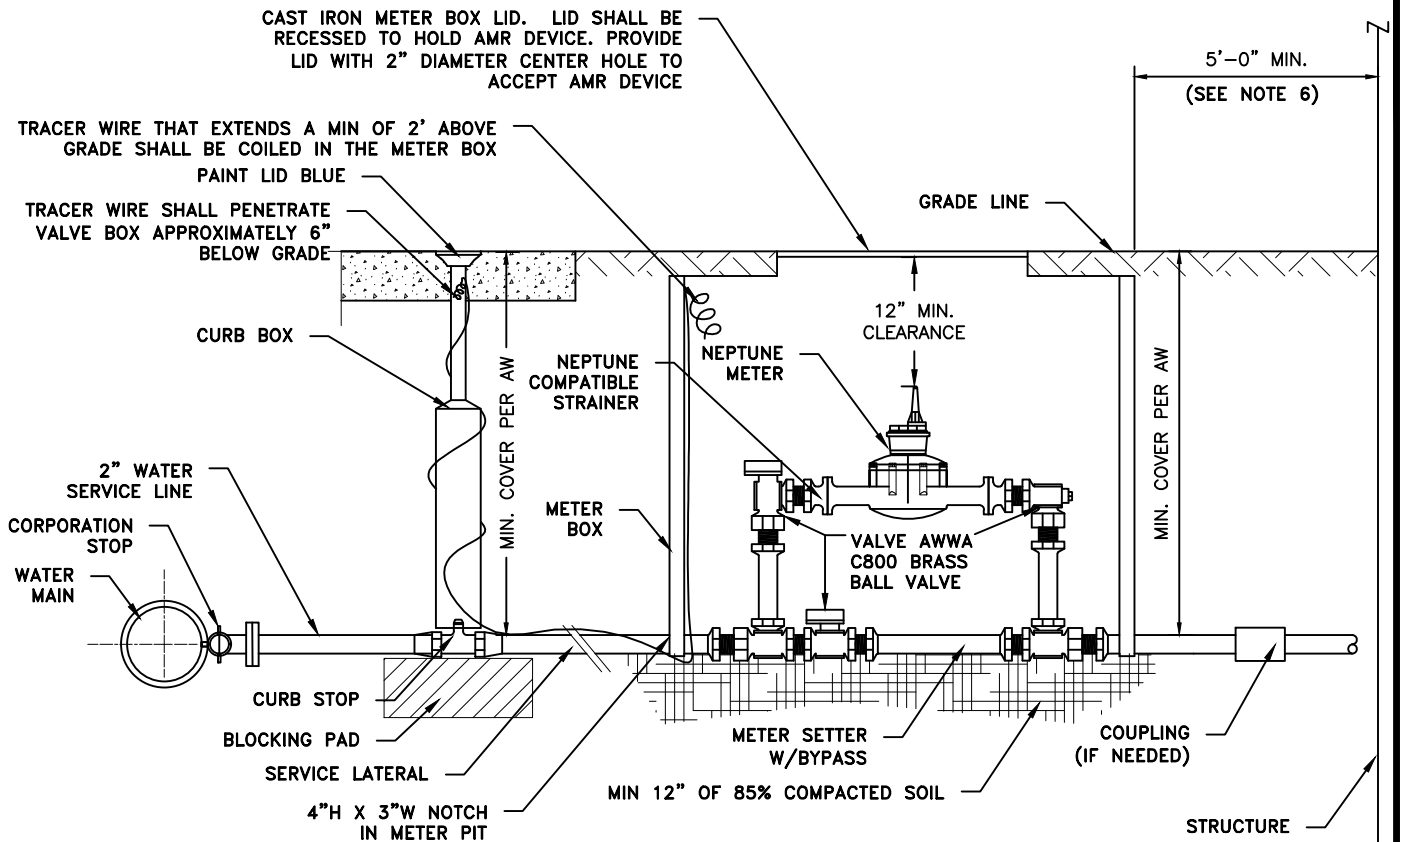 CAST IRON METER BOX LID. LID SHALL BE
RECESSED TO HOLD AMR DEVICE. PROVIDE
LID WITH 2" DIAMETER CENTER HOLE TO
ACCEPT AMR DEVICE
5'-0" MIN.
(SEE NOTE 6)
TRACER WIRE THAT EXTENDS A MIN OF 2' ABOVE
GRADE SHALL BE COILED IN THE METER BOX
PAINT LID BLUE
TRACER WIRE SHALL PENETRATE
VALVE BOX APPROXIMATELY 6"
BELOW GRADE
GRADE LINE
12" MIN.
CLEARANCE
CURB BOX
NEPTUNE
COMPATIBLE
STRAINER
NEPTUNE
METER
MIN. COVER PER AW
MIN. COVER PER AW
2" WATER
SERVICE LINE
CORPORATION
STOP
WATER
MAIN
METER
BOX
VALVE AWWA
C800 BRASS
BALL VALVE
CURB STOP
BLOCKING PAD
SERVICE LATERAL
4"H X 3"W NOTCH
IN METER PIT
METER SETTER
W/BYPASS
MIN 12" OF 85% COMPACTED SOIL
COUPLING
(IF NEEDED)
STRUCTURE